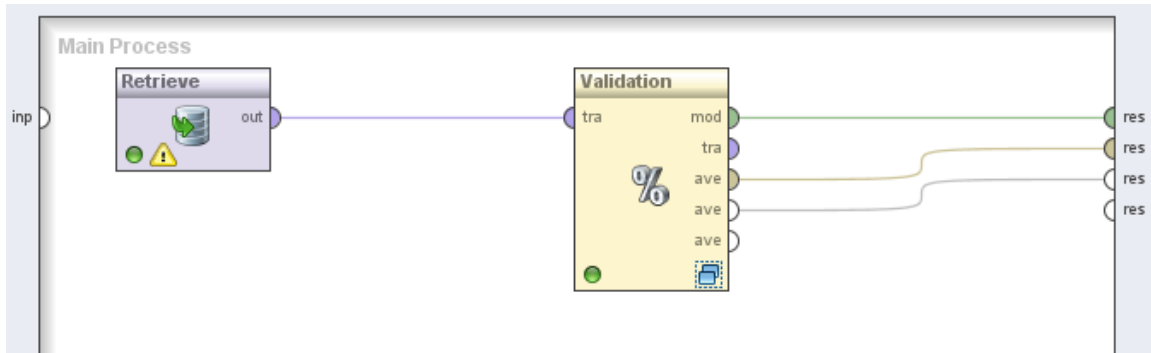 Main Process
Retrieve
Validation
inp
out
tra
mod
res
tra
res
ave
res
ave
res
ave
%